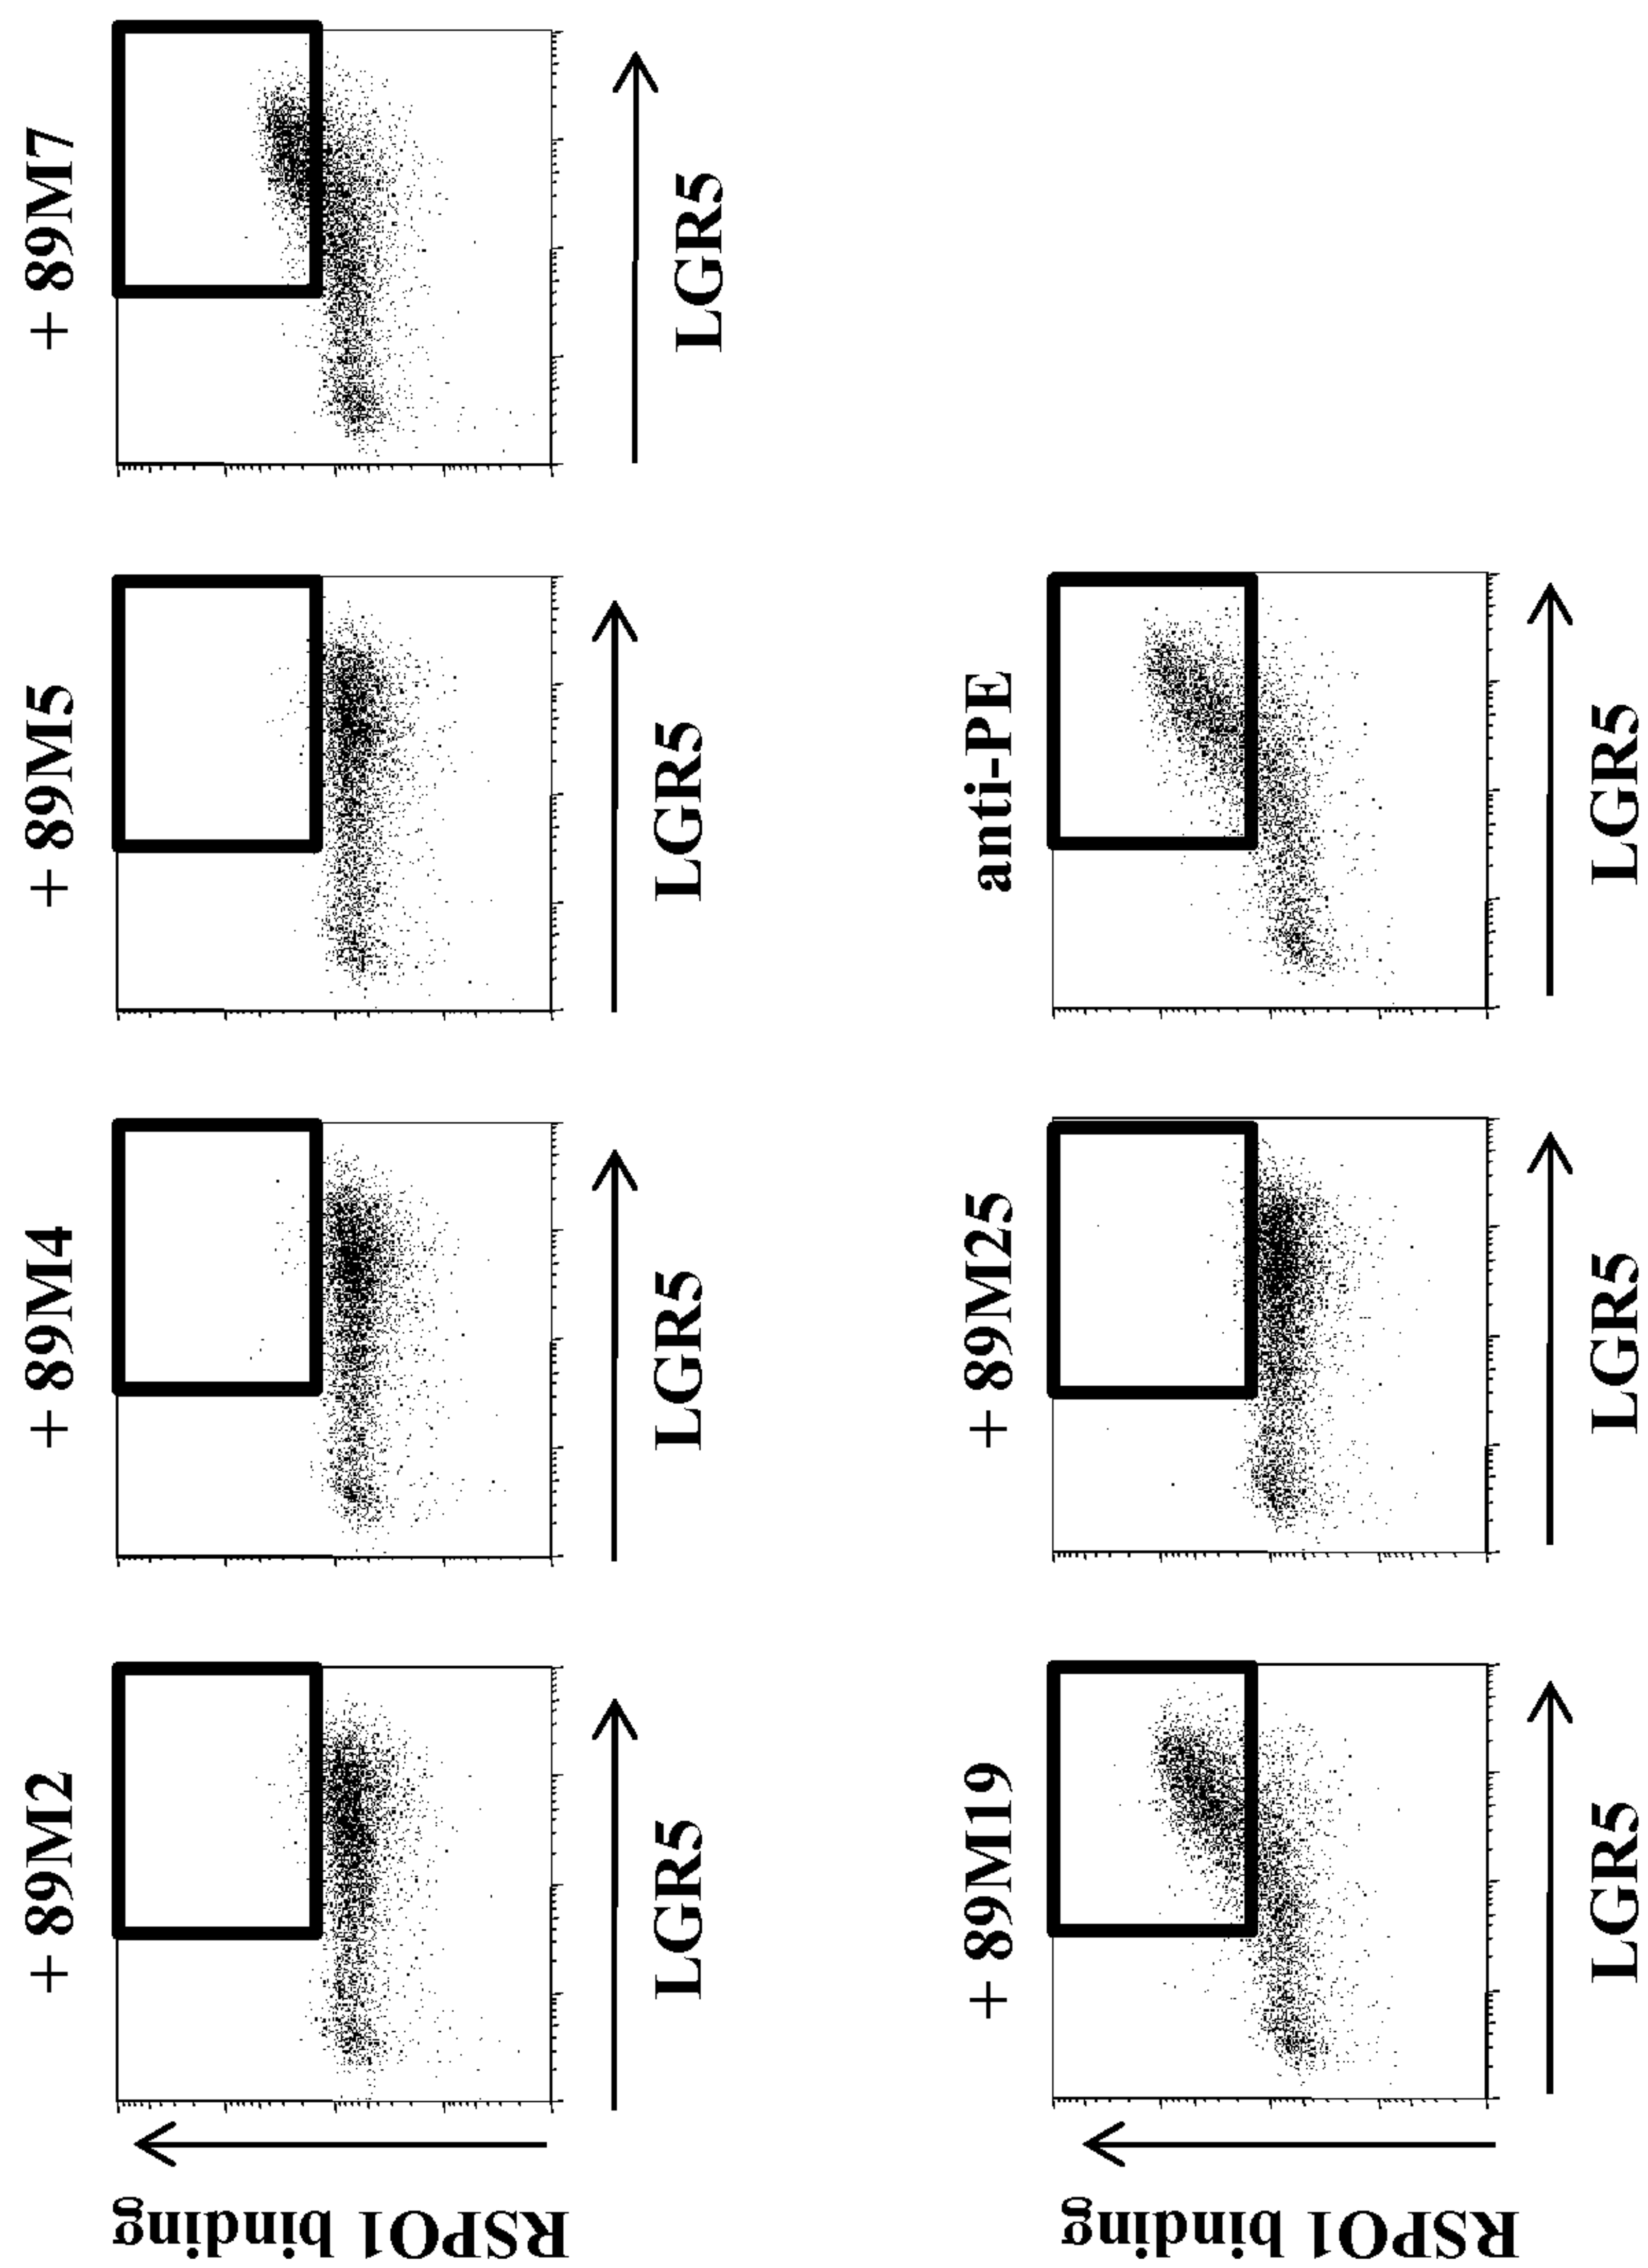 RSPO1 binding
+ 89M2
+ 89M4
+ 89M5
+ 89M7
LGR5
LGR5
LGR5
LGR5
RSPO1 binding
+ 89M19
+ 89M25
anti-PE
LGR5
LGR5
LGR5